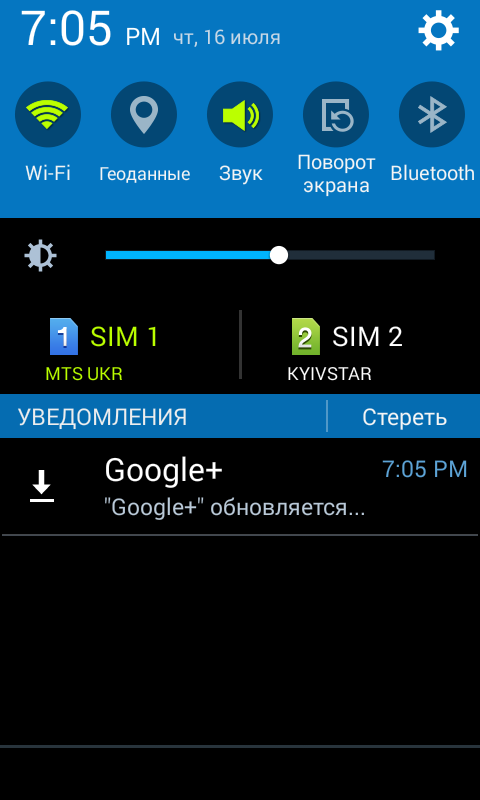 7:05 PM чт, 16 июля
Wi-Fi
Геоданные
Звук
Поворот
экрана
Bluetooth
1 SIM 1
MTS UKR
2 SIM 2
KYIVSTAR
УВЕДОМЛЕНИЯ
Стереть
Google+ 7:05 PM
"Google+" обновляется...